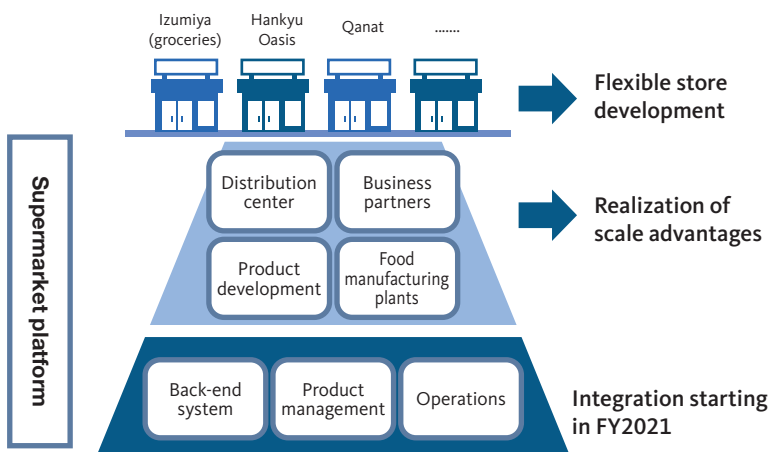 Izumiya
(groceries)
Hankyu
Oasis
Qanat
.......
Flexible store
development
Supermarket platform
Distribution
center
Business
partners
Realization of
scale advantages
Product
development
Food
manufacturing
plants
Back-end
system
Product
management
Operations
Integration starting
in FY2021